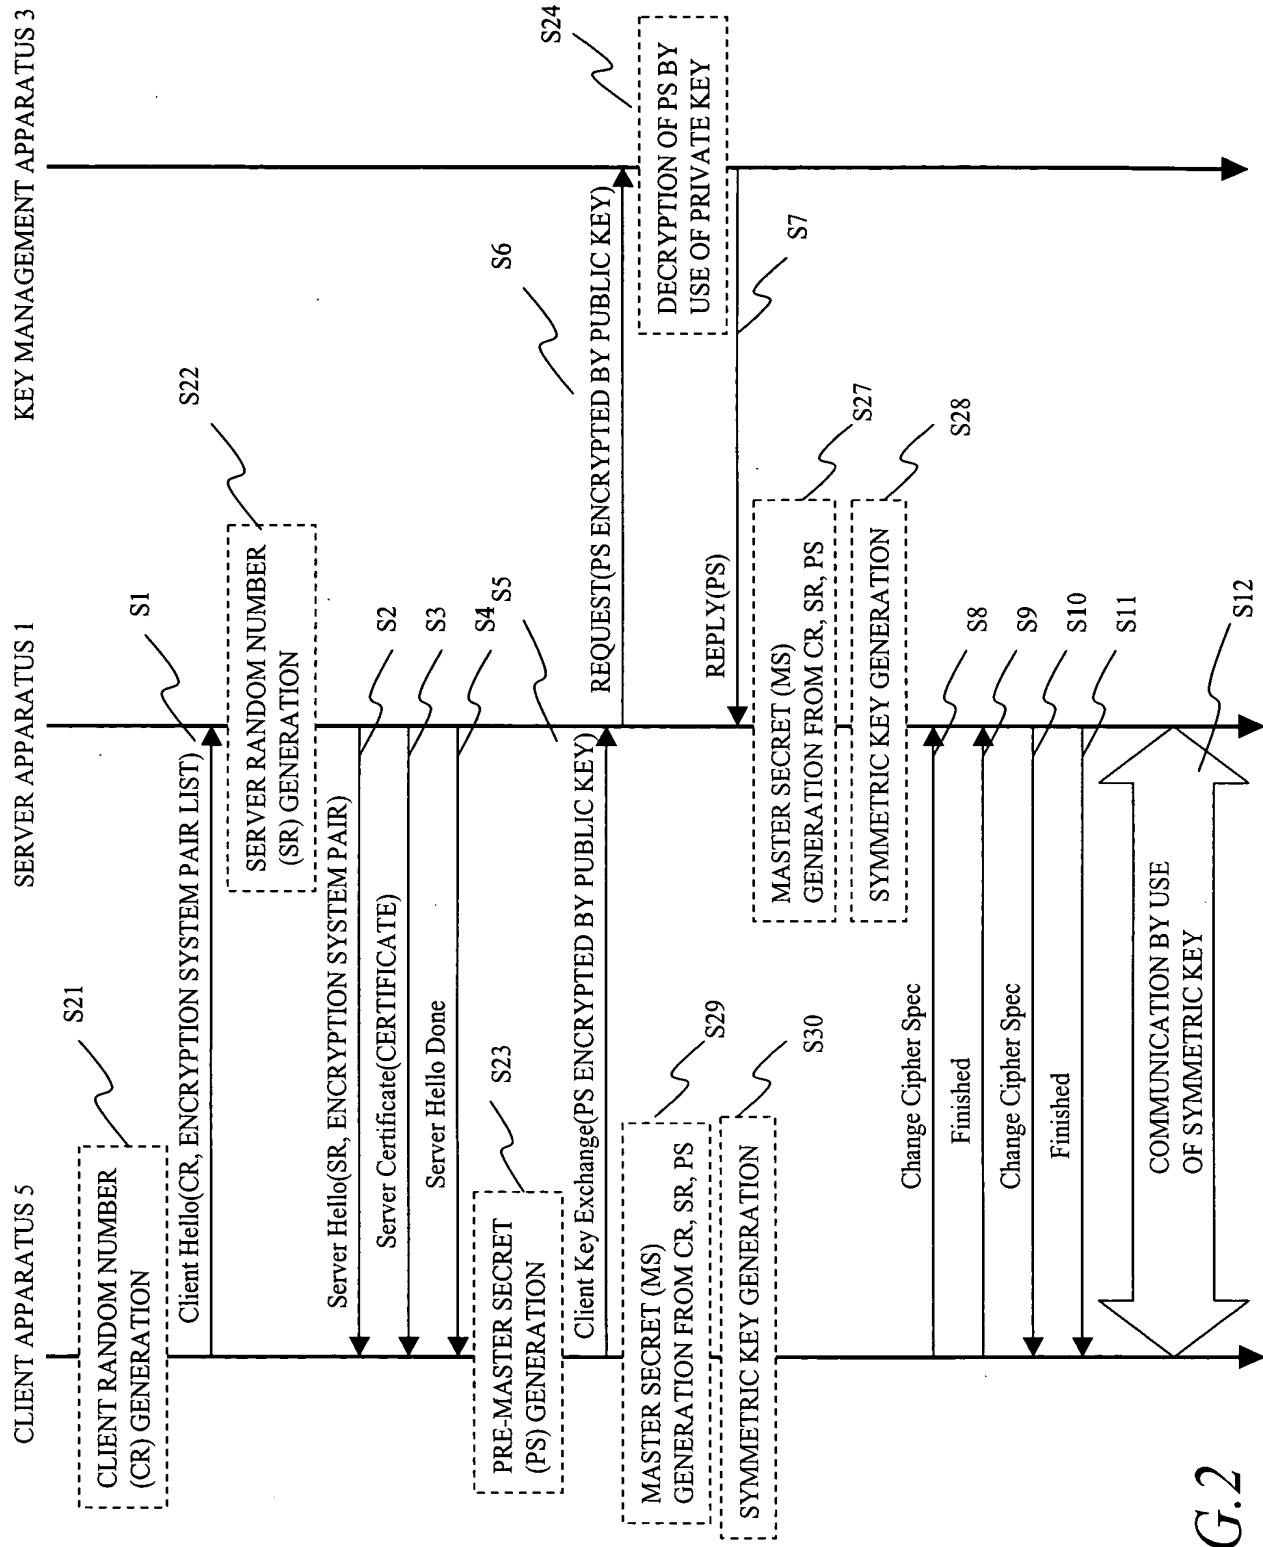 CLIENT APPARATUS 5
SERVER APPARATUS 1
KEY MANAGEMENT APPARATUS 3
CLIENT RANDOM NUMBER
(CR) GENERATION
S21
Client Hello(CR, ENCRYPTION SYSTEM PAIR LIST)
S1
SERVER RANDOM NUMBER
(SR) GENERATION
S22
Server Hello(SR, ENCRYPTION SYSTEM PAIR)
S2
Server Certificate(CERTIFICATE)
S3
Server Hello Done
S4
PRE-MASTER SECRET
(PS) GENERATION
S23
Client Key Exchange(PS ENCRYPTED BY PUBLIC KEY)
S5
REQUEST(PS ENCRYPTED BY PUBLIC KEY)
S6
DECRYPTION OF PS BY
USE OF PRIVATE KEY
S24
REPLY(PS)
S7
MASTER SECRET (MS)
GENERATION FROM CR, SR, PS
S29
SYMMETRIC KEY GENERATION
S30
MASTER SECRET (MS)
GENERATION FROM CR, SR, PS
S27
SYMMETRIC KEY GENERATION
S28
Change Cipher Spec
S8
Finished
S9
Change Cipher Spec
S10
Finished
S11
COMMUNICATION BY USE
OF SYMMETRIC KEY
S12
G.2